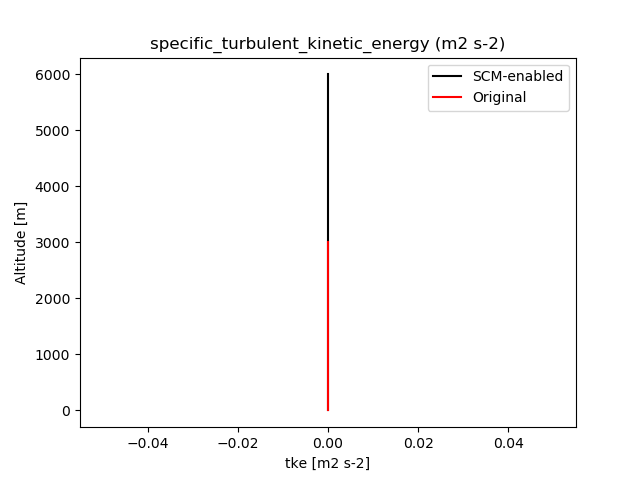 specific_turbulent_kinetic_energy (m2 s-2)
SCM-enabled
Original
Altitude [m]
6000
5000
4000
3000
2000
1000
0
−0.04
−0.02
0.00
0.02
0.04
tke [m2 s-2]